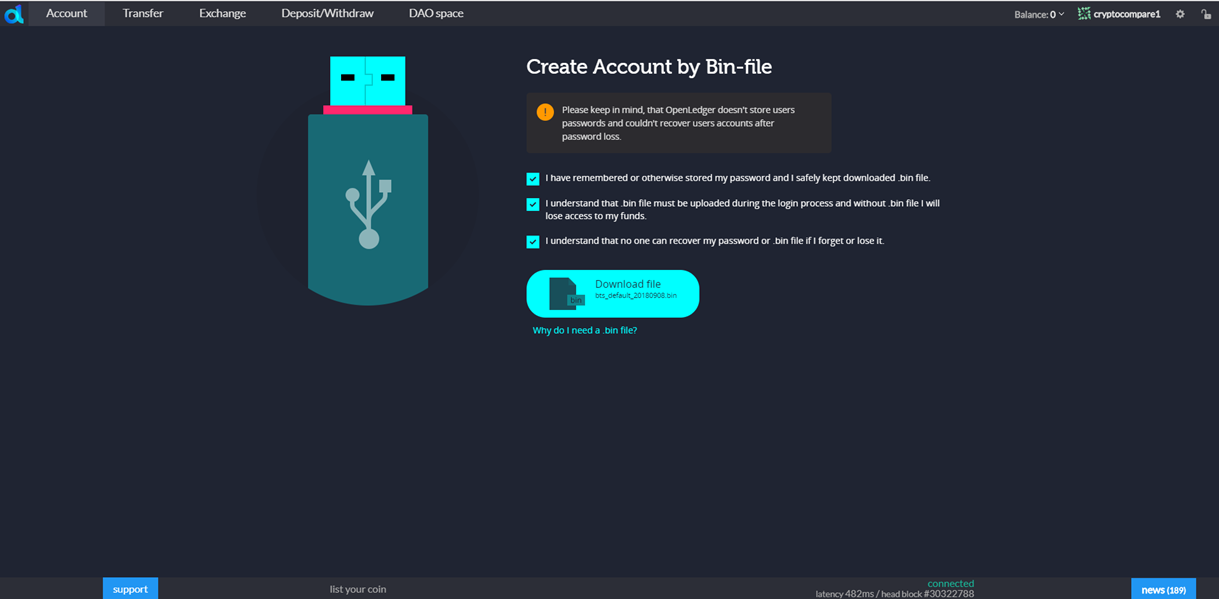 Account Transfer Exchange Deposit/Withdraw DAO space Balance: 0 cryptocompare1
Create Account by Bin-file
!
Please keep in mind, that OpenLedger doesn't store users
passwords and couldn't recover users accounts after
password loss.
I have remembered or otherwise stored my password and I safely kept downloaded .bin file.
I understand that .bin file must be uploaded during the login process and without .bin file I will
lose access to my funds.
I understand that no one can recover my password or .bin file if I forget or lose it.
Download file
bin
bts_default_20180908.bin
Why do I need a .bin file?
support
list your coin
connected
latency 482ms / head block #30322788
news (189)